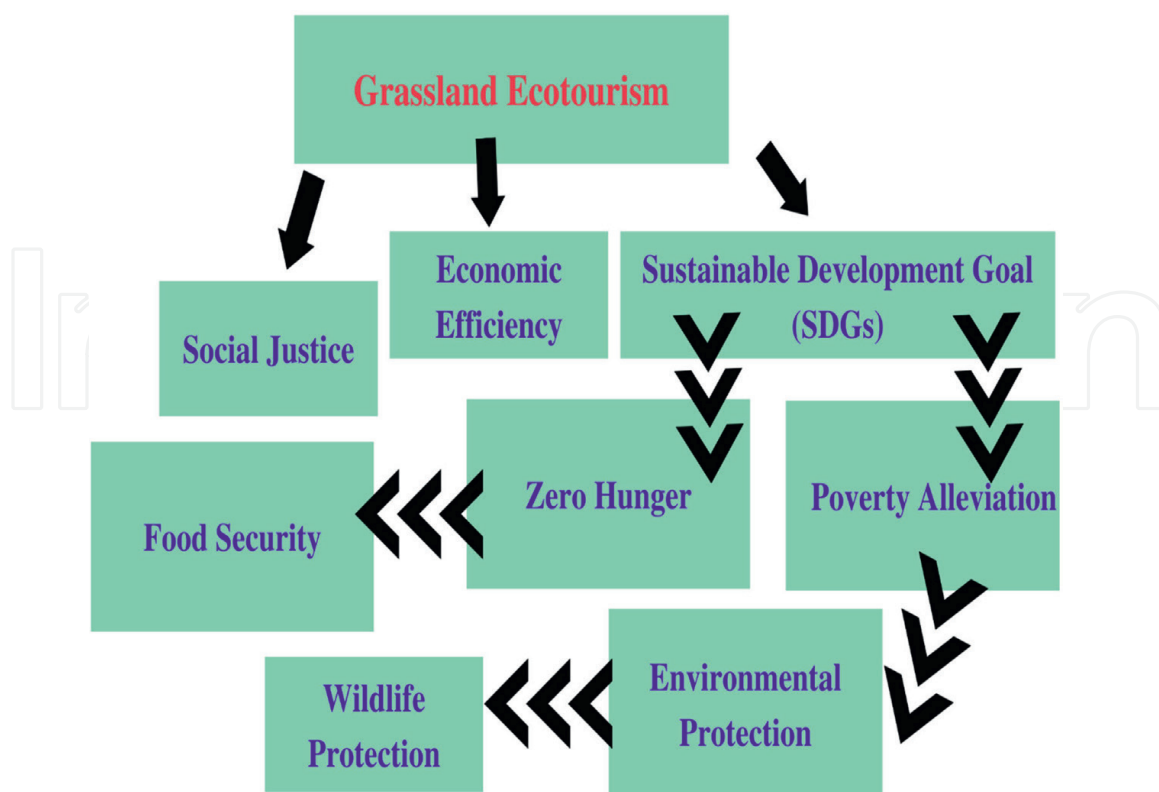 Grassland Ecotourism
Economic
Efficiency
Sustainable Development Goal
(SDGs)
Social Justice
Zero Hunger
Poverty Alleviation
Food Security
Environmental
Protection
Wildlife
Protection